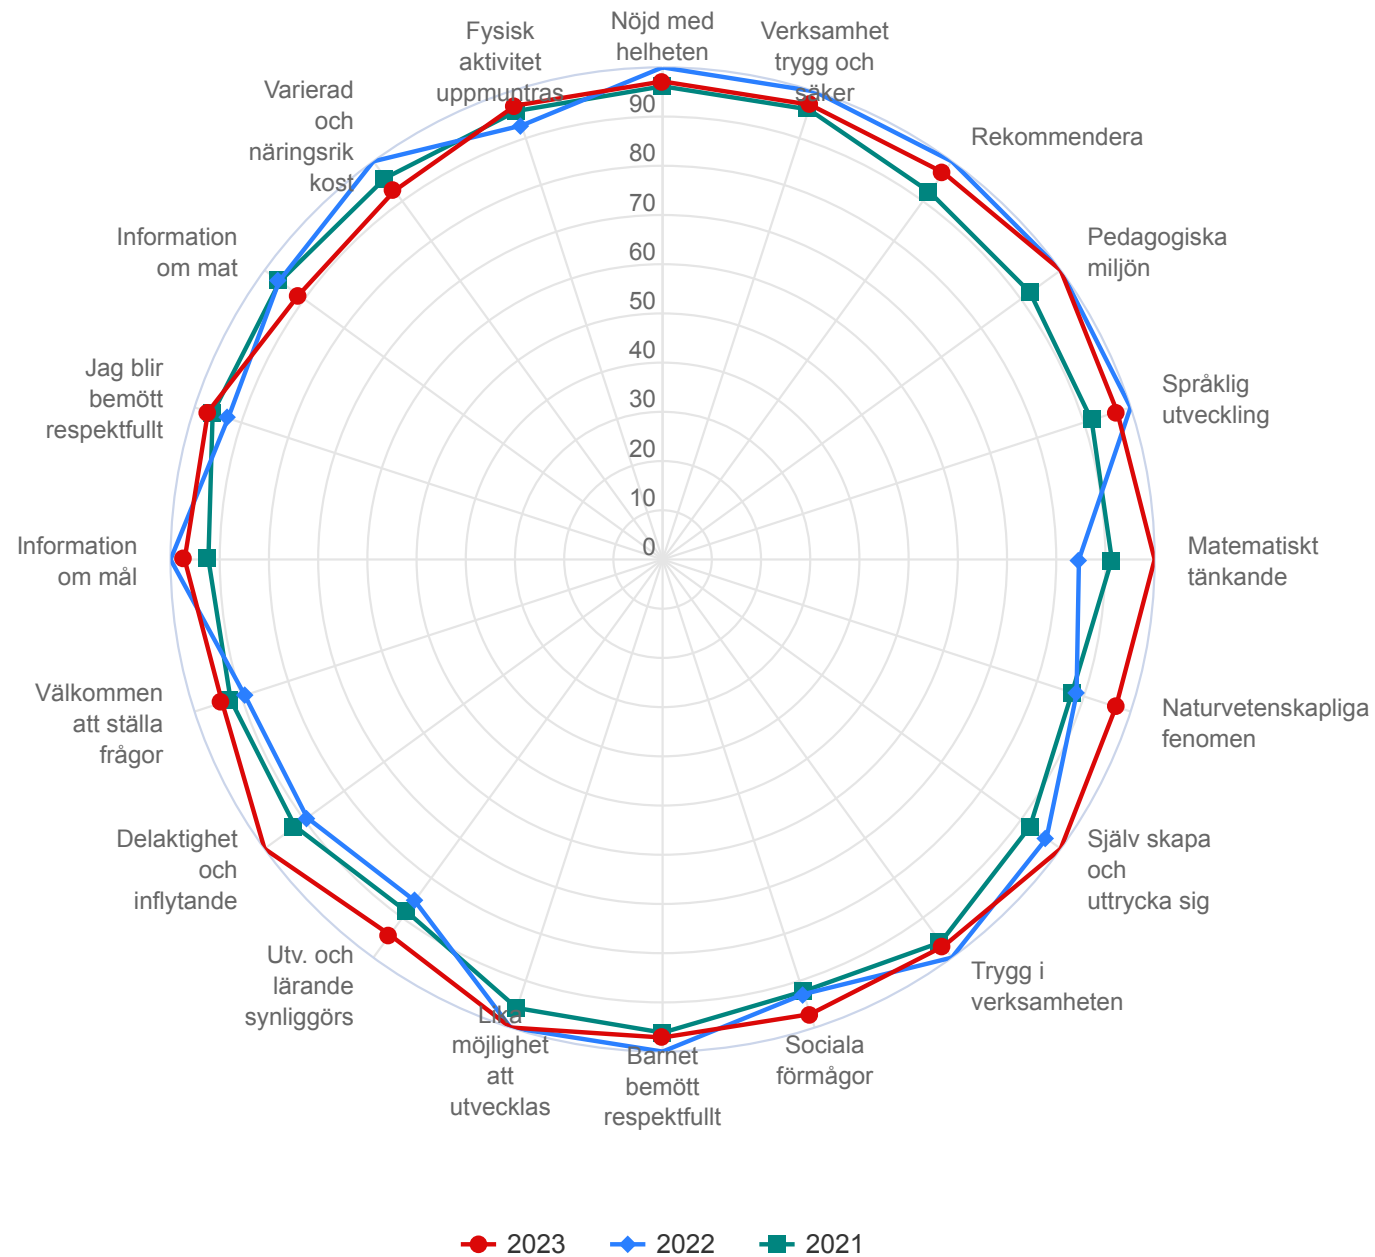 Nöjd med
helheten
Verksamhet
trygg och
säker
Rekommendera
Pedagogiska
miljön
Språklig
utveckling
Matematiskt
tänkande
Naturvetenskapliga
fenomen
Själv skapa
och
uttrycka sig
Trygg i
verksamheten
Sociala
förmågor
Barnet
bemött
respektfullt
Lika
möjlighet
att
utvecklas
Utv. och
lärande
synliggörs
Delaktighet
och
inflytande
Välkommen
att ställa
frågor
Information
om mål
Jag blir
bemött
respektfullt
Information
om mat
Varierad
och
näringsrik
kost
Fysisk
aktivitet
uppmuntras
90
80
70
60
50
40
30
20
10
0
2023 2022 2021